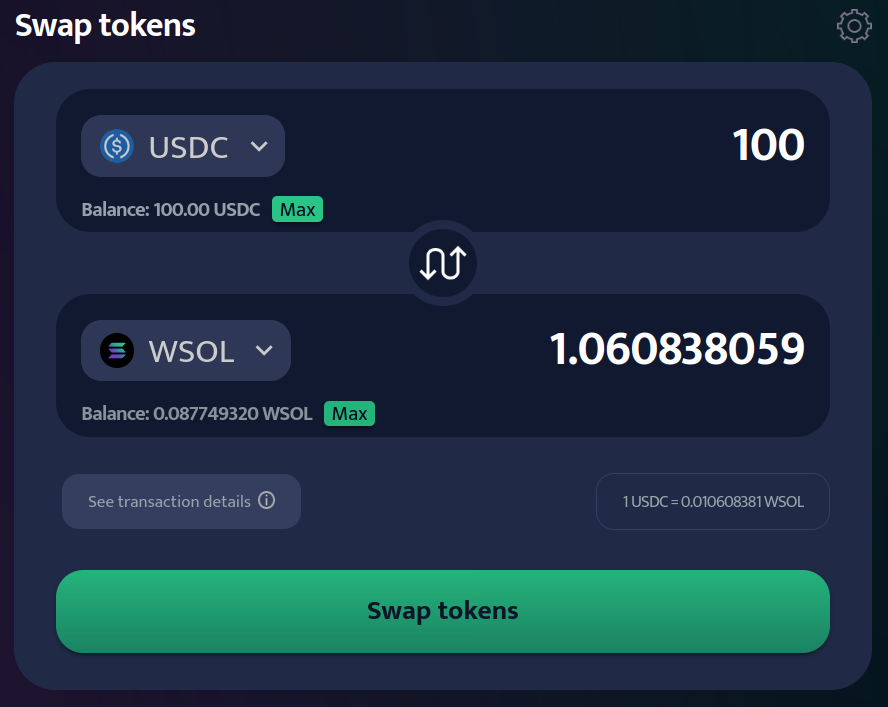 Swap tokens
USDC
100
Balance: 100.00 USDC Max
WSOL
1.060838059
Balance: 0.087749320 WSOL Max
See transaction details
1 USDC = 0.010608381 WSOL
Swap tokens